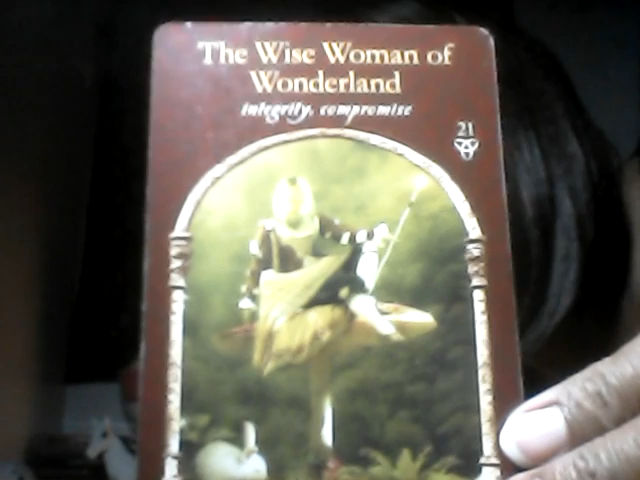 The Wise Woman of
Wonderland
integrity, compromise
21